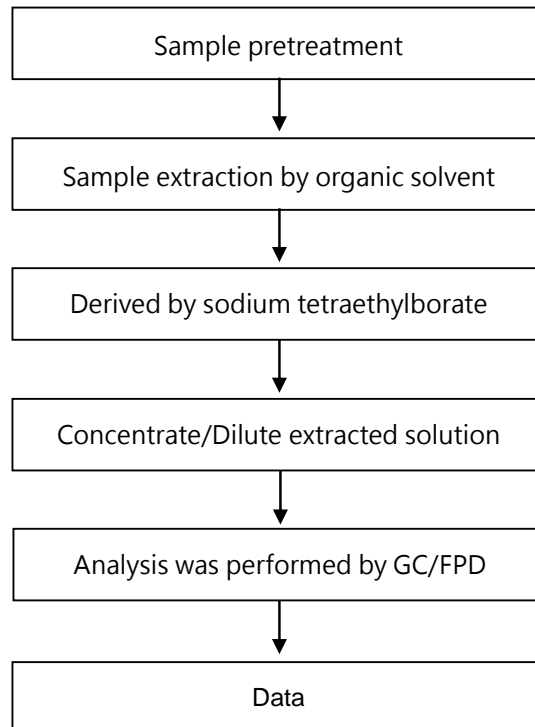 Sample pretreatment
Sample extraction by organic solvent
Derived by sodium tetraethylborate
Concentrate/Dilute extracted solution
Analysis was performed by GC/FPD
Data